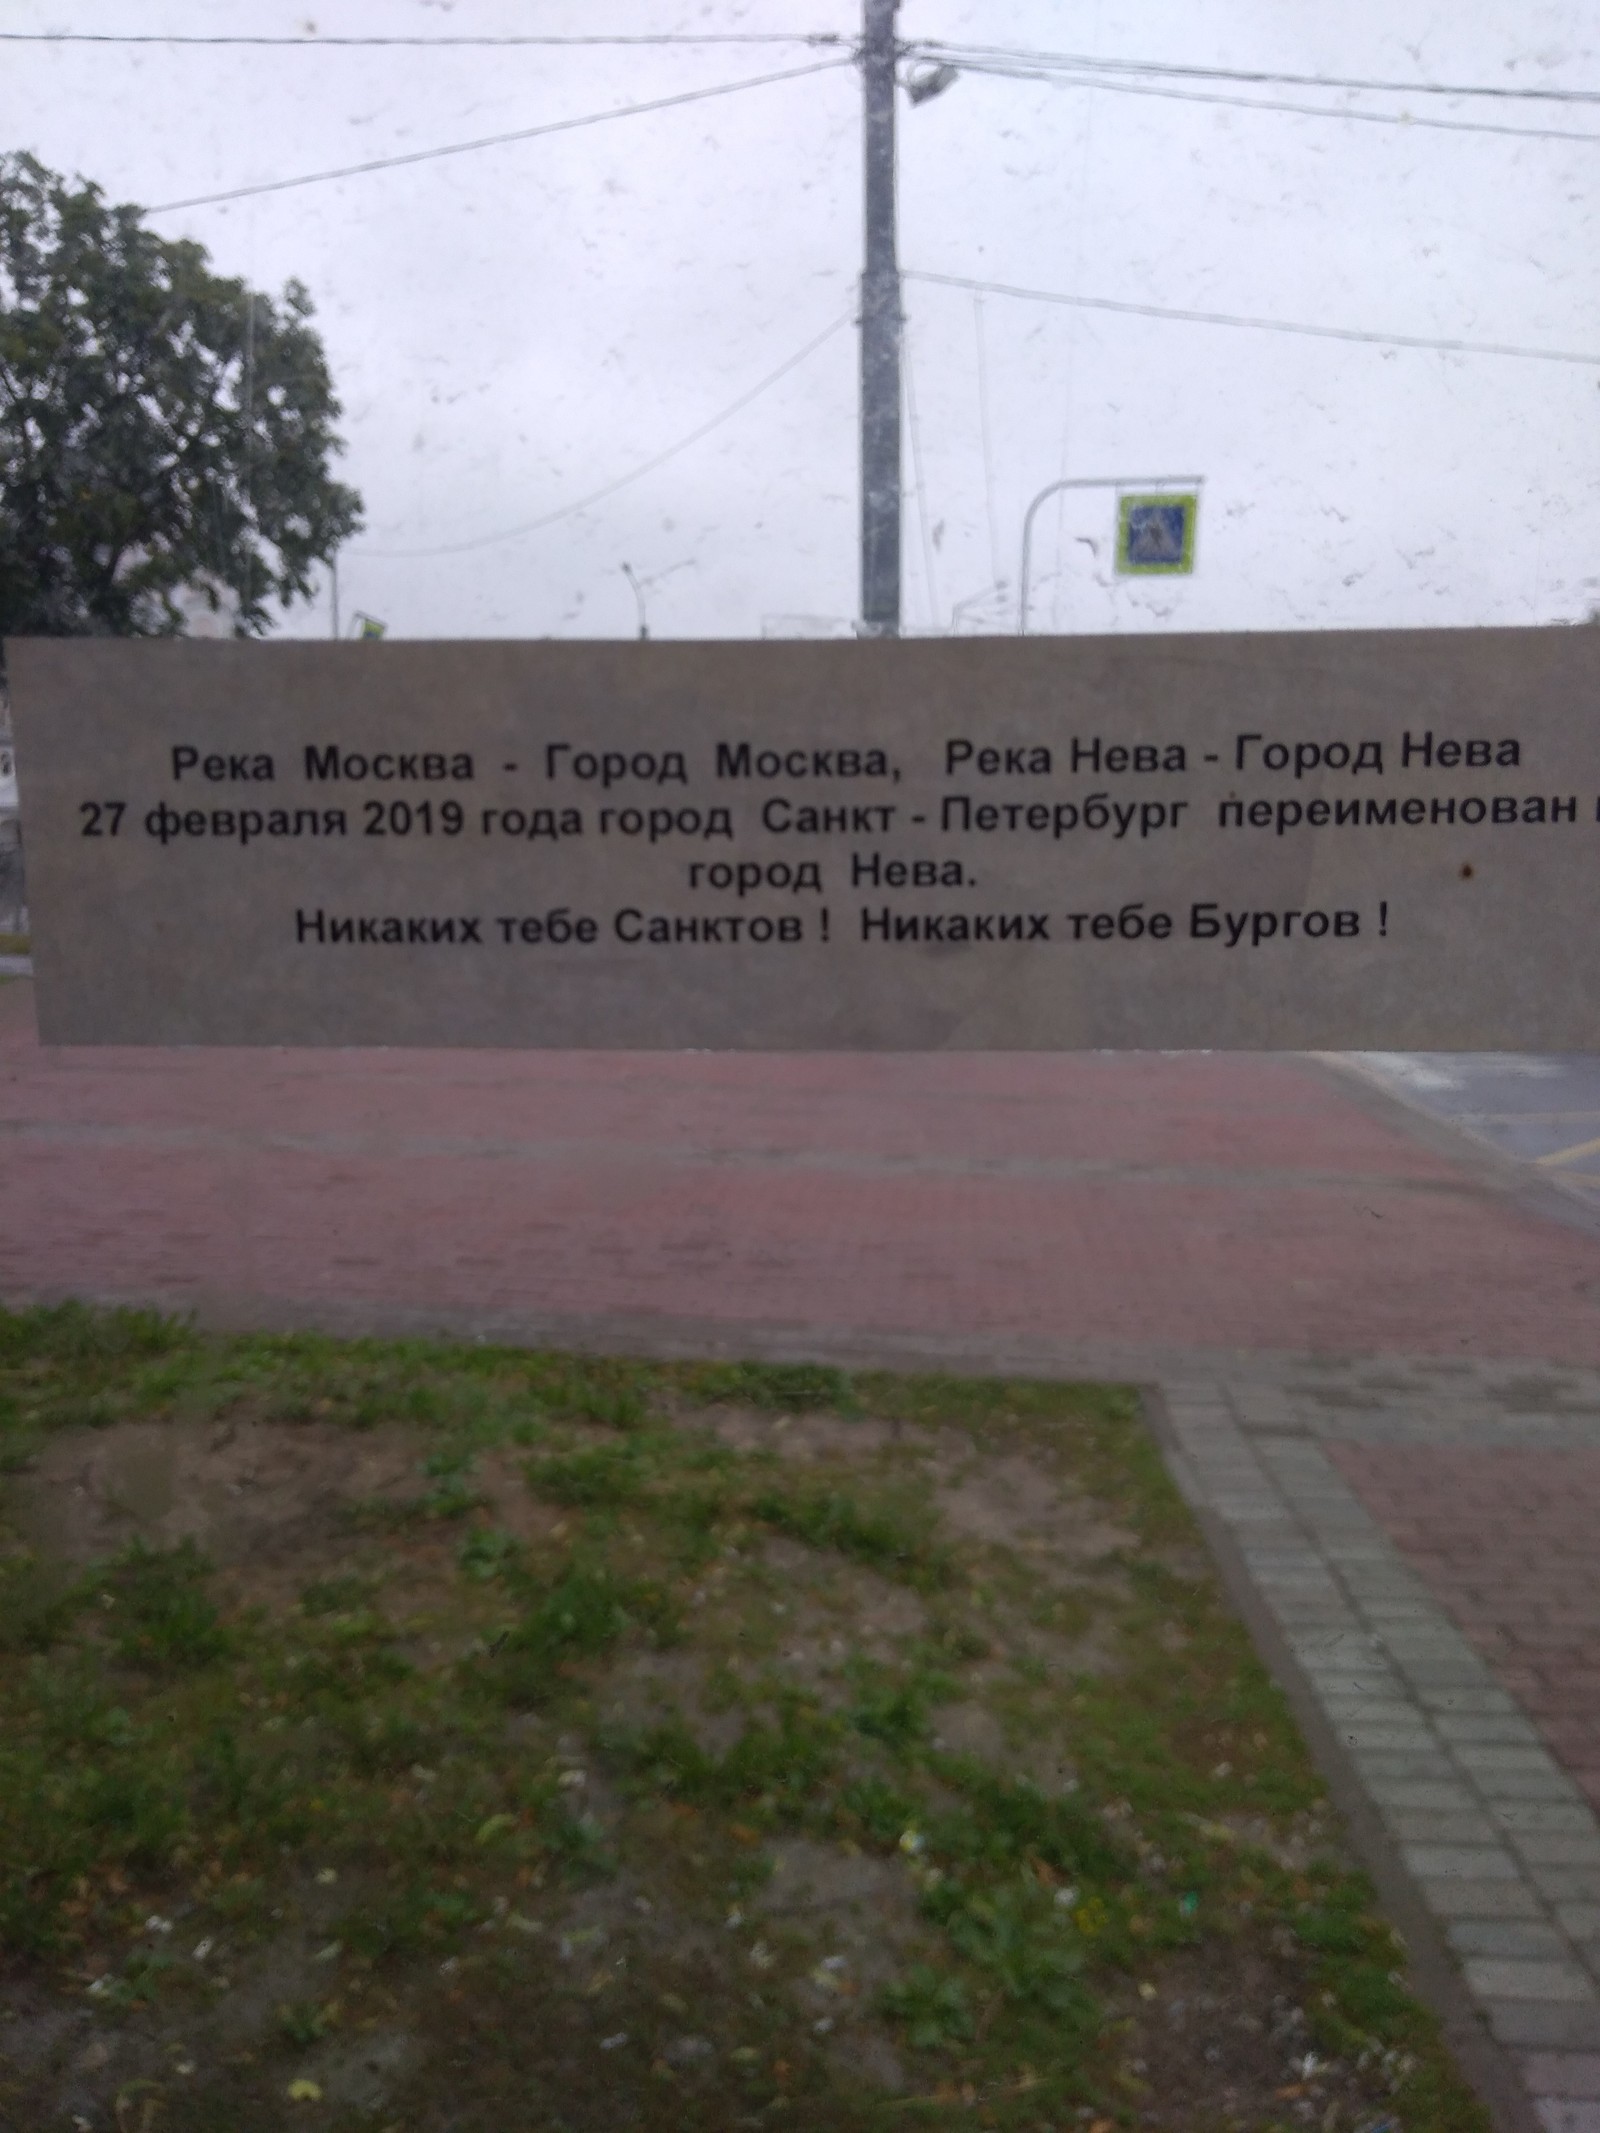 Река Москва - Город Москва, Река Нева - Город Нева
27 февраля 2019 года город Санкт - Петербург переименован
город Нева.
Никаких тебе Санктов ! Никаких тебе Бургов !